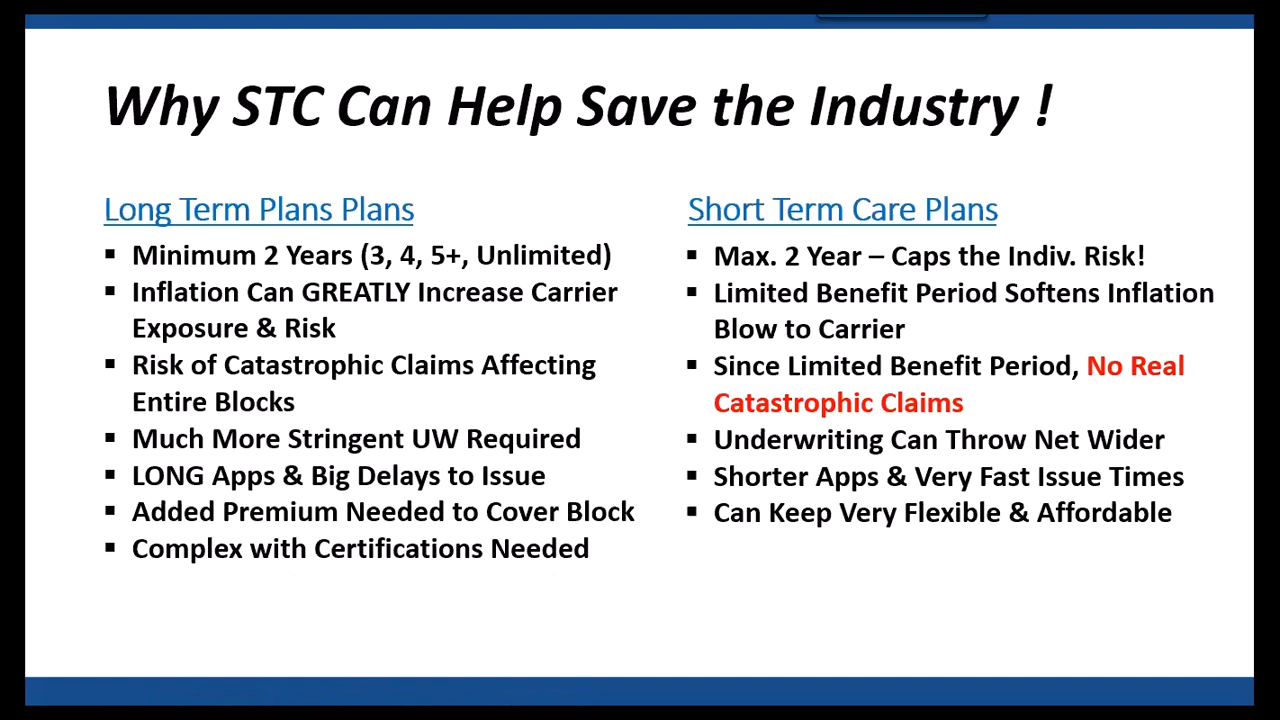 Why STC Can Help Save the Industry !
Long Term Plans Plans
▪ Minimum 2 Years (3, 4, 5+, Unlimited)
▪ Inflation Can GREATLY Increase Carrier
Exposure & Risk
▪ Risk of Catastrophic Claims Affecting
Entire Blocks
▪ Much More Stringent UW Required
▪ LONG Apps & Big Delays to Issue
▪ Added Premium Needed to Cover Block
▪ Complex with Certifications Needed
Short Term Care Plans
▪ Max. 2 Year – Caps the Indiv. Risk!
▪ Limited Benefit Period Softens Inflation
Blow to Carrier
▪ Since Limited Benefit Period, No Real
Catastrophic Claims
▪ Underwriting Can Throw Net Wider
▪ Shorter Apps & Very Fast Issue Times
▪ Can Keep Very Flexible & Affordable